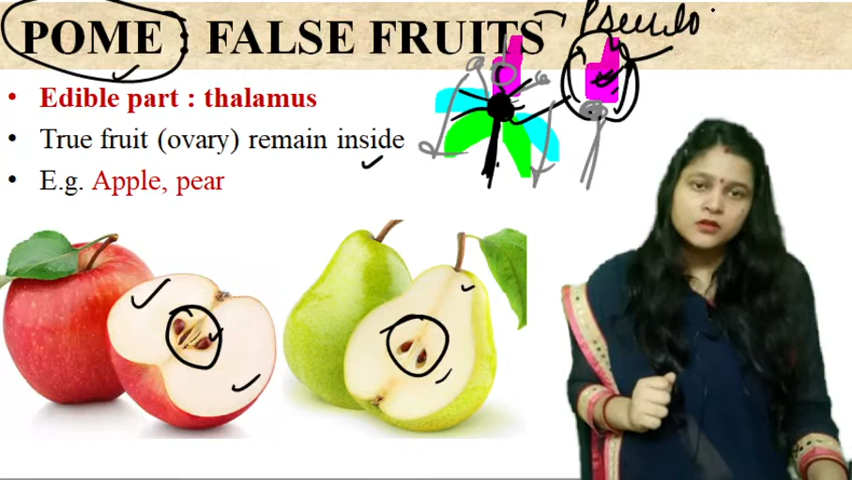 POME : FALSE FRUITS
Pseudo
• Edible part : thalamus
• True fruit (ovary) remain inside
• E.g. Apple, pear